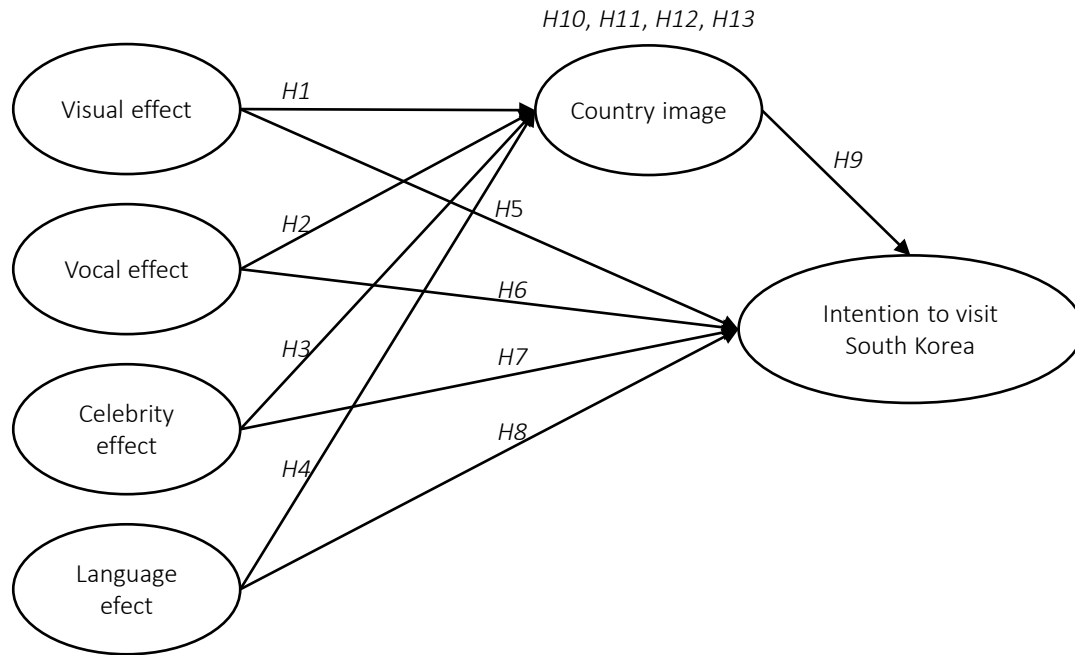 H10, H11, H12, H13
Visual effect
H1
Country image
H9
H5
Vocal effect
H2
H6
Intention to visit
South Korea
H3
H7
Celebrity
effect
H8
H4
Language
efect